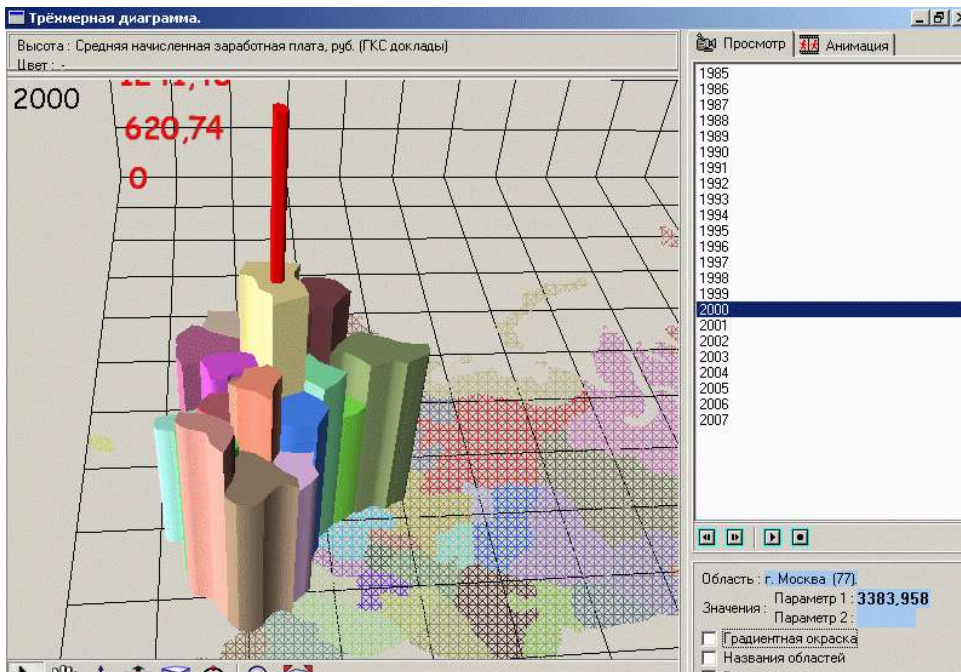 Трёхмерная диаграмма.
Высота : Средняя начисленная заработная плата, руб. (ГКС доклады)
Цвет : -
2000
620,74
0
Просмотр
Анимация
1985
1986
1987
1988
1989
1990
1991
1992
1993
1994
1995
1996
1997
1998
1999
2000
2001
2002
2003
2004
2005
2006
2007
Область : г. Москва (77).
Значения :
Параметр 1 : 3383,958
Параметр 2 :
Градиентная окраска
Названия областей